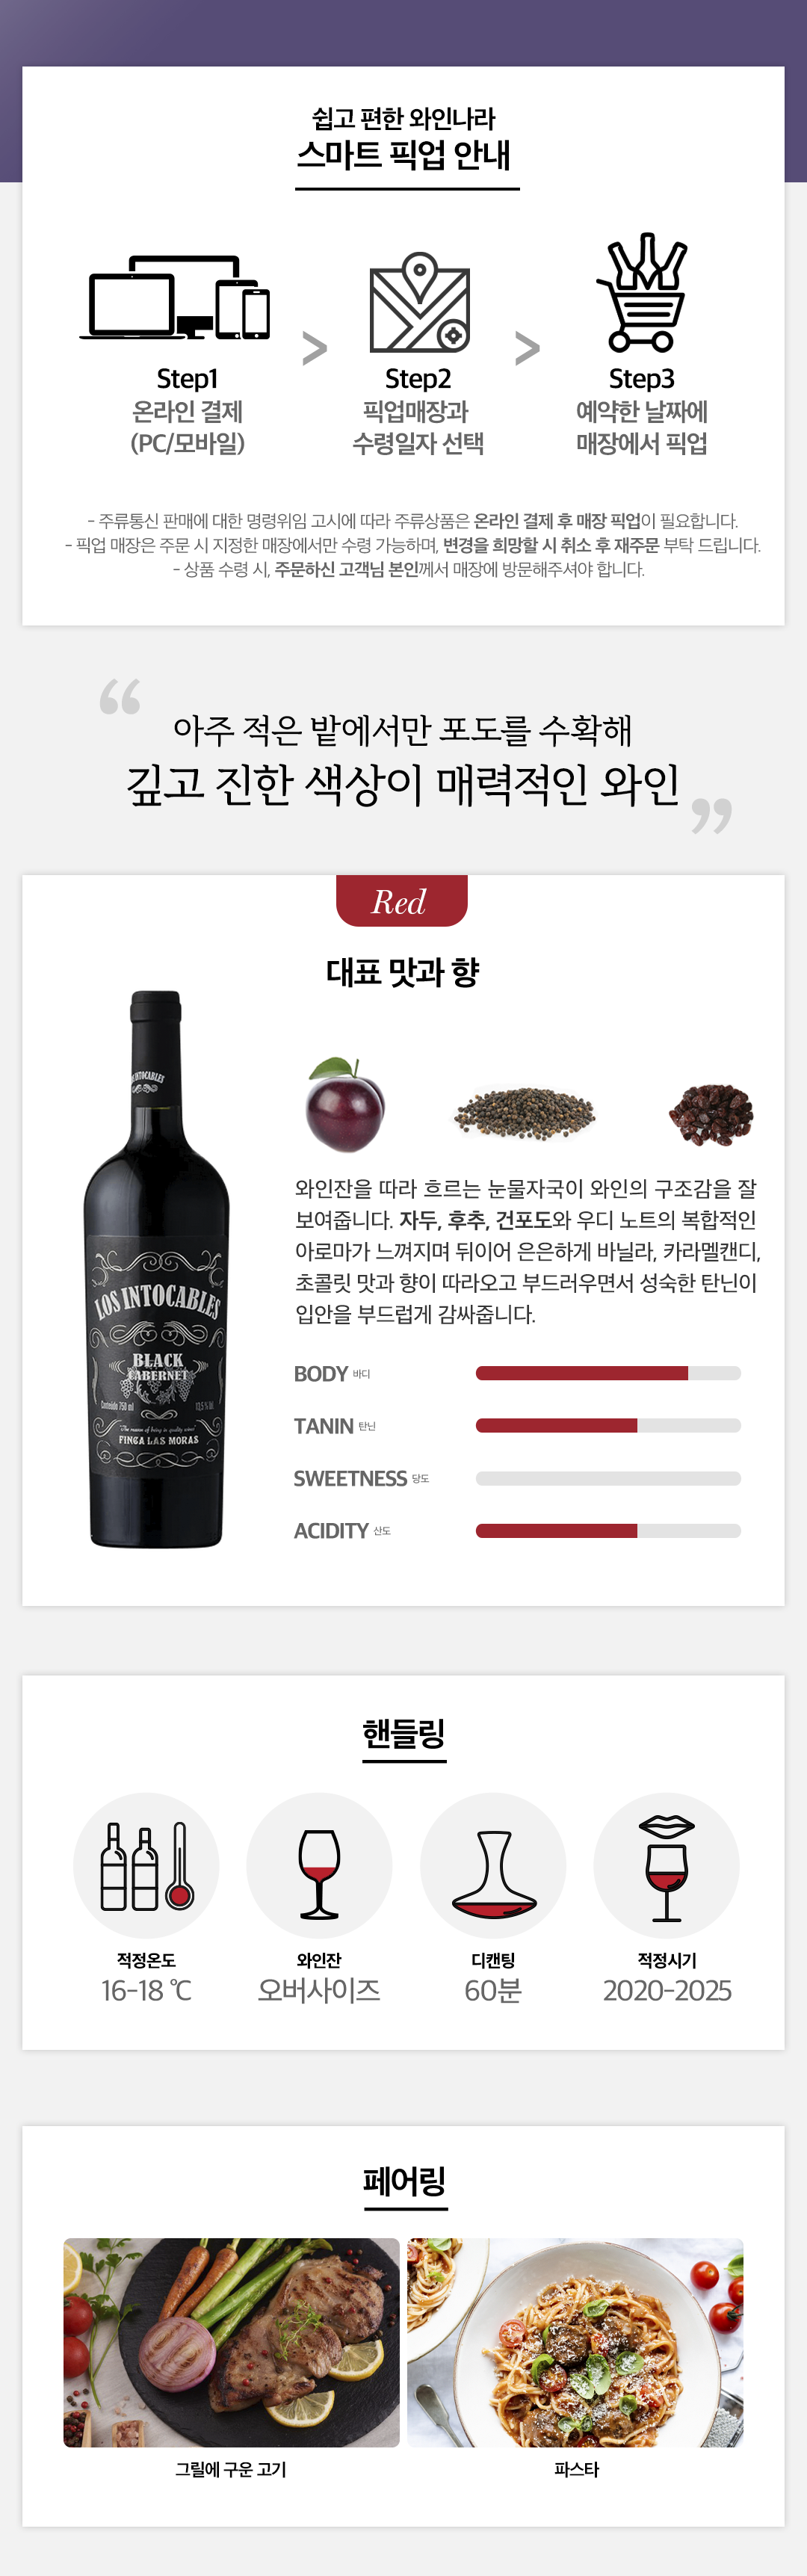 쉽고 편한 와인나라
스마트 픽업 안내
Step1
온라인 결제
(PC/모바일)
>
Step2
픽업매장과
수령일자 선택
>
Step3
예약한 날짜에
매장에서 픽업
- 주류통신 판매에 대한 명령위임 고시에 따라 주류상품은 온라인 결제 후 매장 픽업이 필요합니다.
- 픽업 매장은 주문 시 지정한 매장에서만 수령 가능하며, 변경을 희망할 시 취소 후 재주문 부탁 드립니다.
- 상품 수령 시, 주문하신 고객님 본인께서 매장에 방문해주셔야 합니다.
“ 아주 적은 밭에서만 포도를 수확해
깊고 진한 색상이 매력적인 와인 ”
Red
대표 맛과 향
LOS INTOCABLES
BLACK
CABERNET
Contenido 750 ml
13,5 % Vol.
FINCA LAS MORAS
와인잔을 따라 흐르는 눈물자국이 와인의 구조감을 잘
보여줍니다. 자두, 후추, 건포도와 우디 노트의 복합적인
아로마가 느껴지며 뒤이어 은은하게 바닐라, 카라멜캔디,
초콜릿 맛과 향이 따라오고 부드러우면서 성숙한 탄닌이
입안을 부드럽게 감싸줍니다.
BODY 바디
TANIN 탄닌
SWEETNESS 당도
ACIDITY 산도
핸들링
적정온도
16-18 ℃
와인잔
오버사이즈
디캔팅
60분
적정시기
2020-2025
페어링
그릴에 구운 고기
파스타